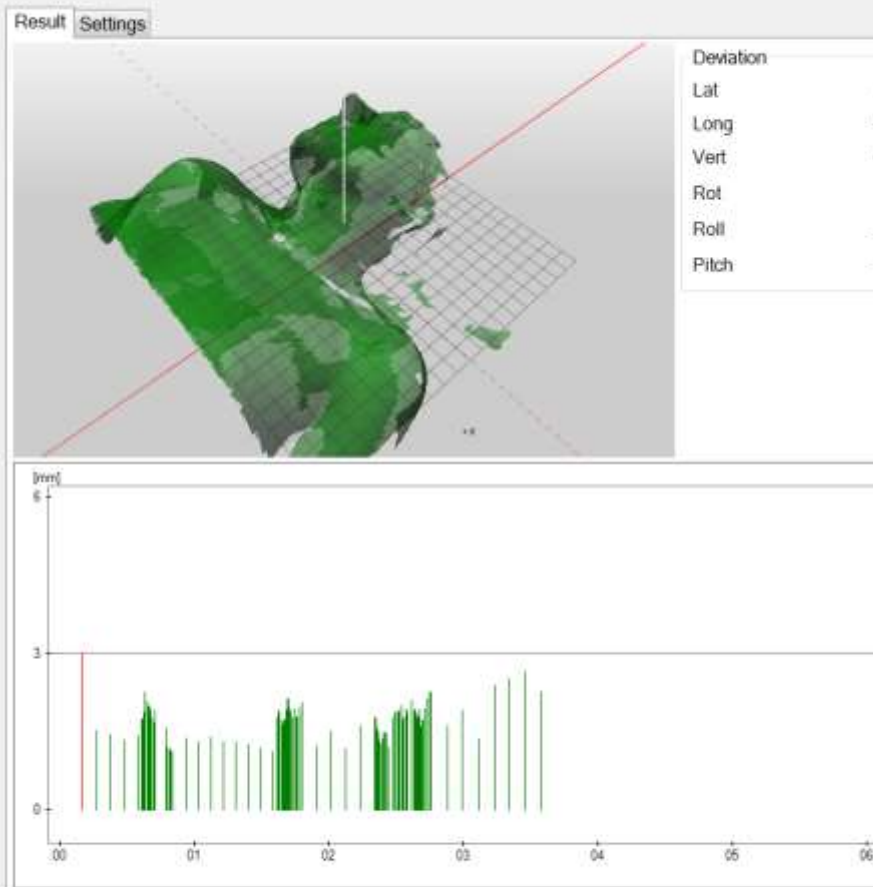 Result Settings
Deviation
Lat
Long
Vert
Rot
Roll
Pitch
[mm]
6
3
0
00 01 02 03 04 05 06